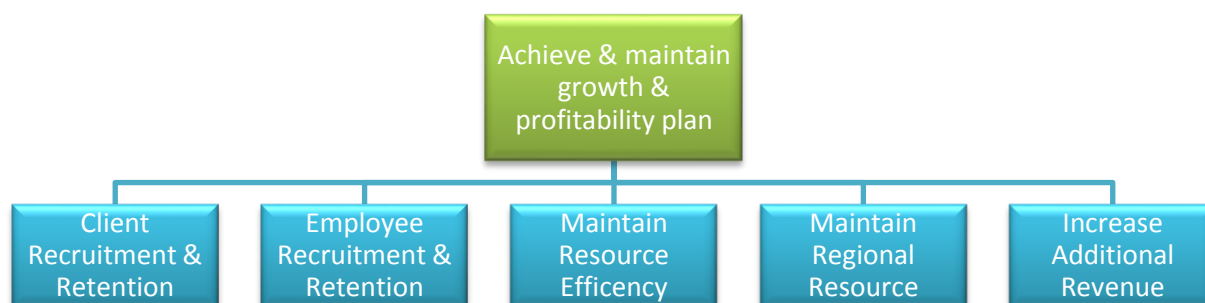 Achieve & maintain
growth &
profitability plan
Client
Recruitment &
Retention
Employee
Recruitment &
Retention
Maintain
Resource
Efficency
Maintain
Regional
Resource
Increase
Additional
Revenue